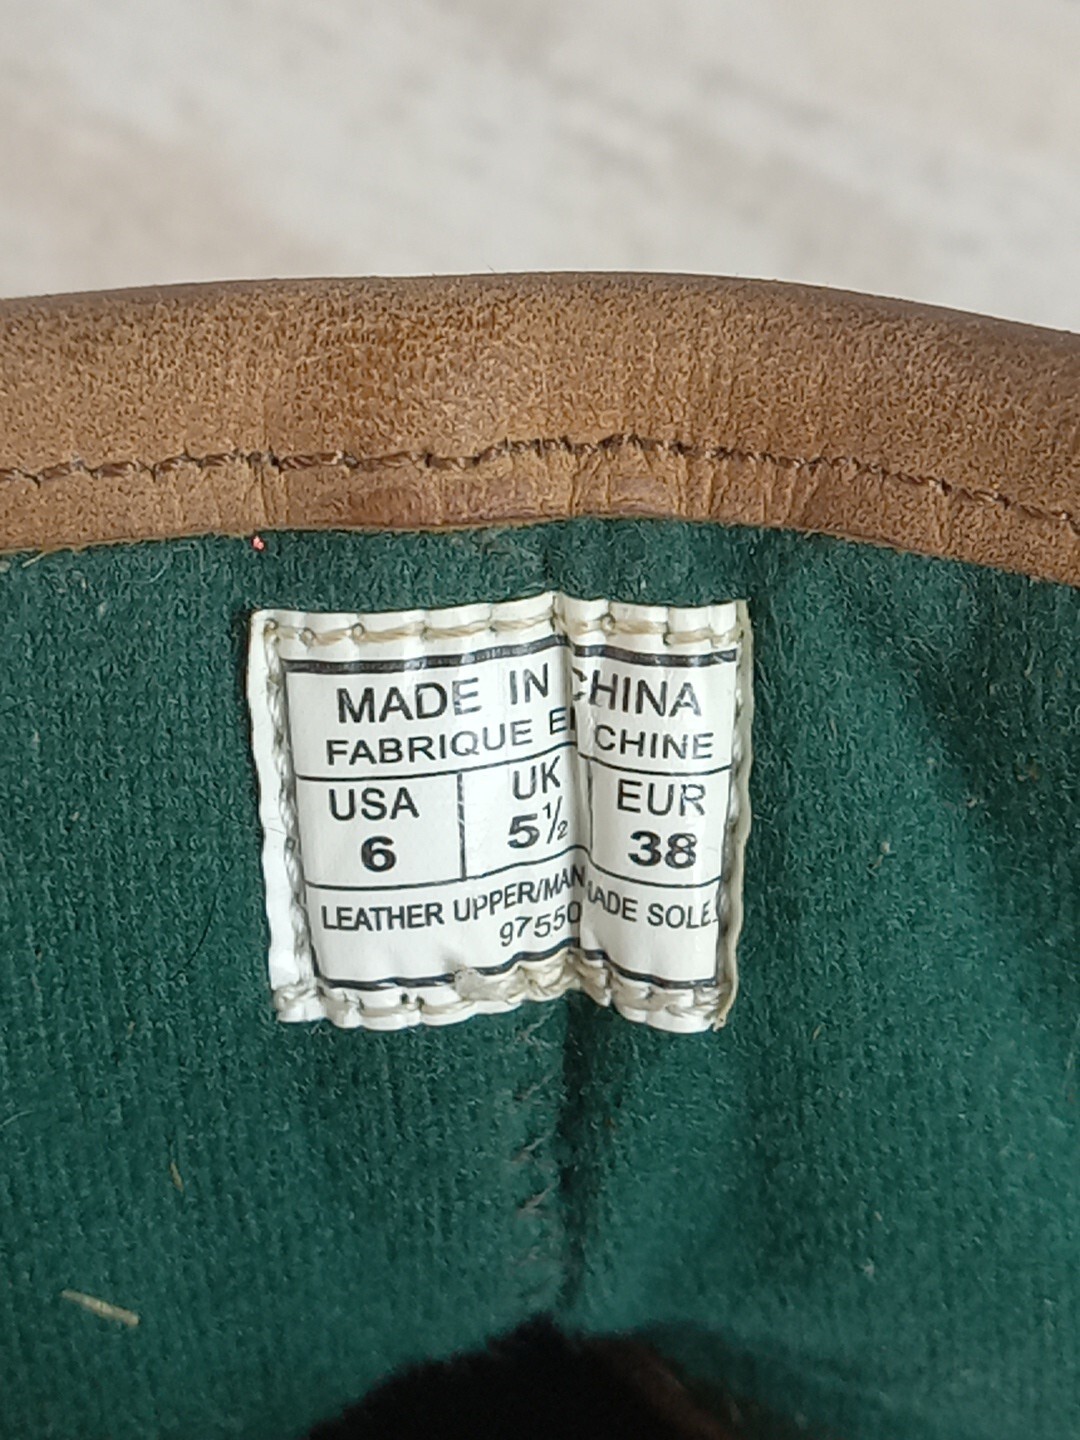 MADE IN CHINA
FABRIQUE EN CHINE
USA UK EUR
6 5½ 38
LEATHER UPPER/MAN MADE SOLE
97550